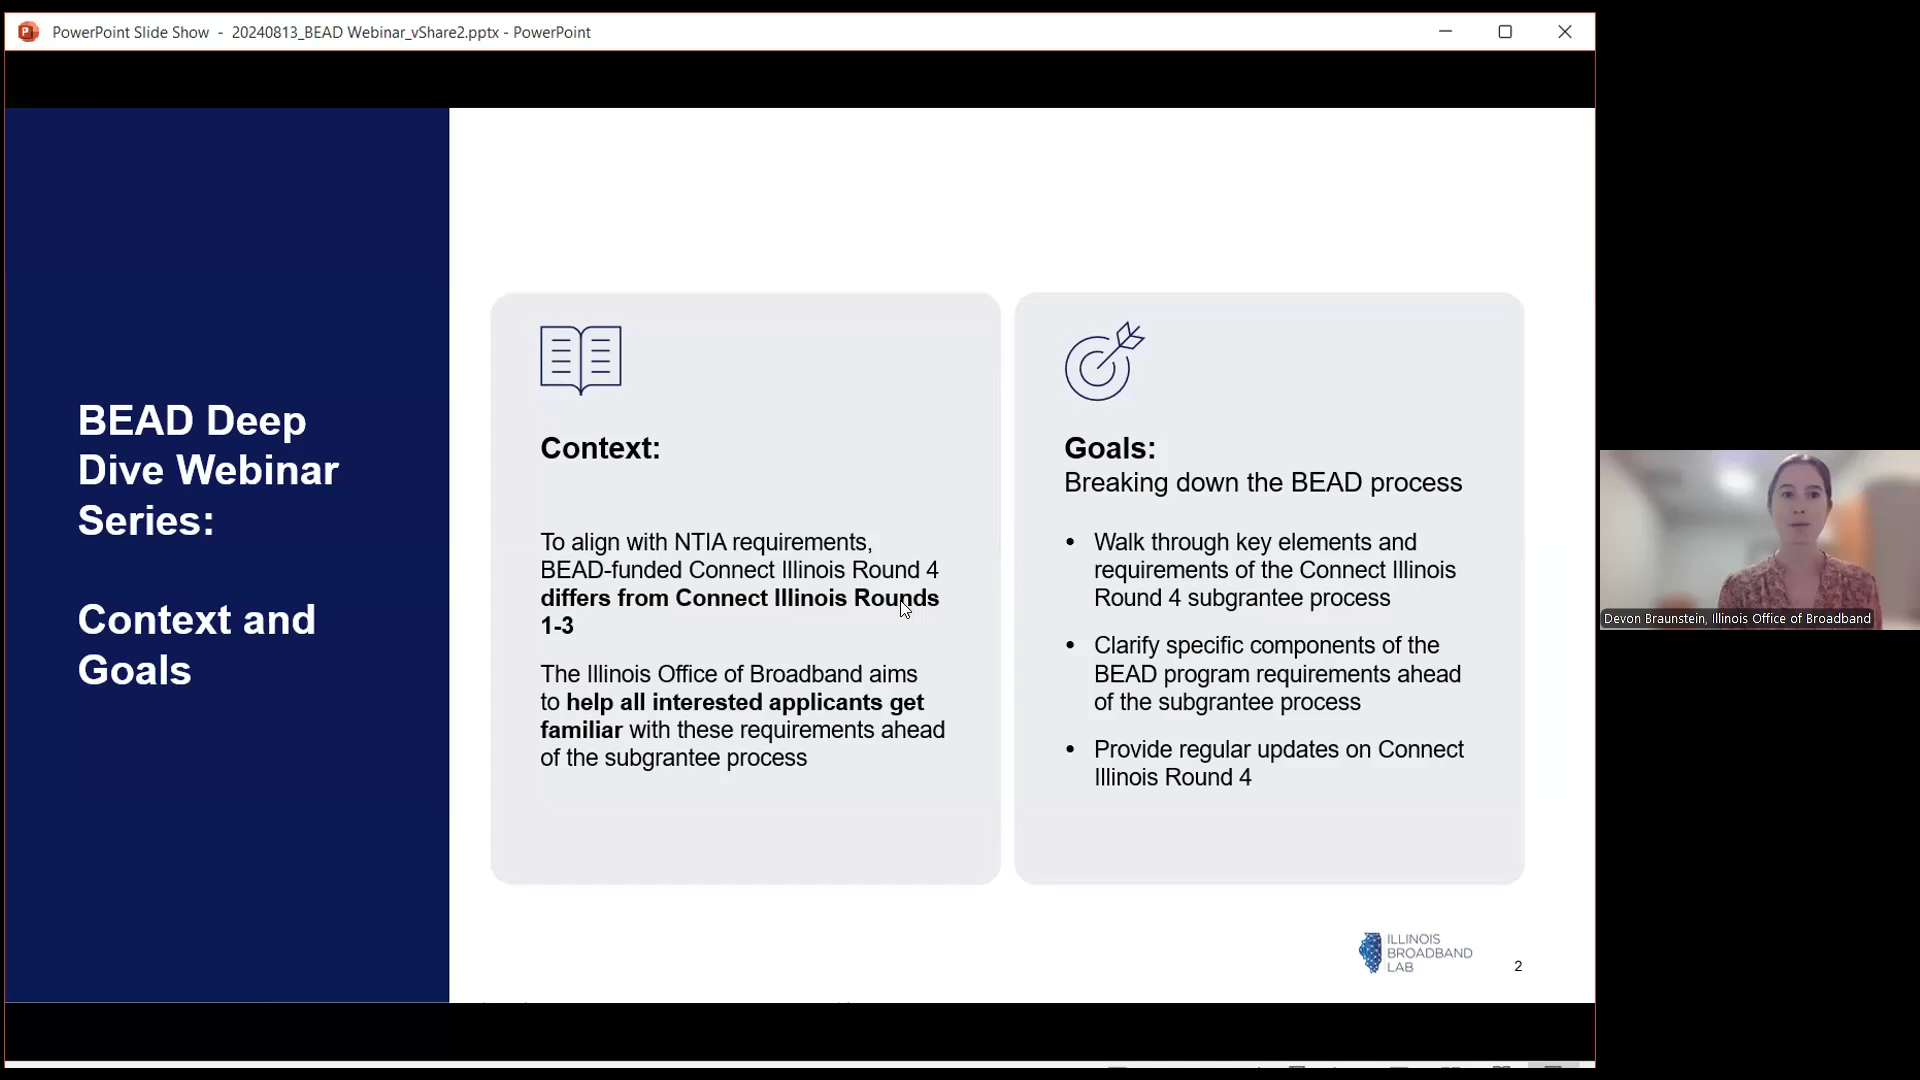 PowerPoint Slide Show - 20240813_BEAD Webinar_vShare2.pptx - PowerPoint
BEAD Deep
Dive Webinar
Series:
Context and
Goals
Context:
To align with NTIA requirements,
BEAD-funded Connect Illinois Round 4
differs from Connect Illinois Rounds
1-3
The Illinois Office of Broadband aims
to help all interested applicants get
familiar with these requirements ahead
of the subgrantee process
Goals:
Breaking down the BEAD process
• Walk through key elements and
requirements of the Connect Illinois
Round 4 subgrantee process
• Clarify specific components of the
BEAD program requirements ahead
of the subgrantee process
• Provide regular updates on Connect
Illinois Round 4
ILLINOIS
BROADBAND
LAB
2
Devon Braunstein, Illinois Office of Broadband